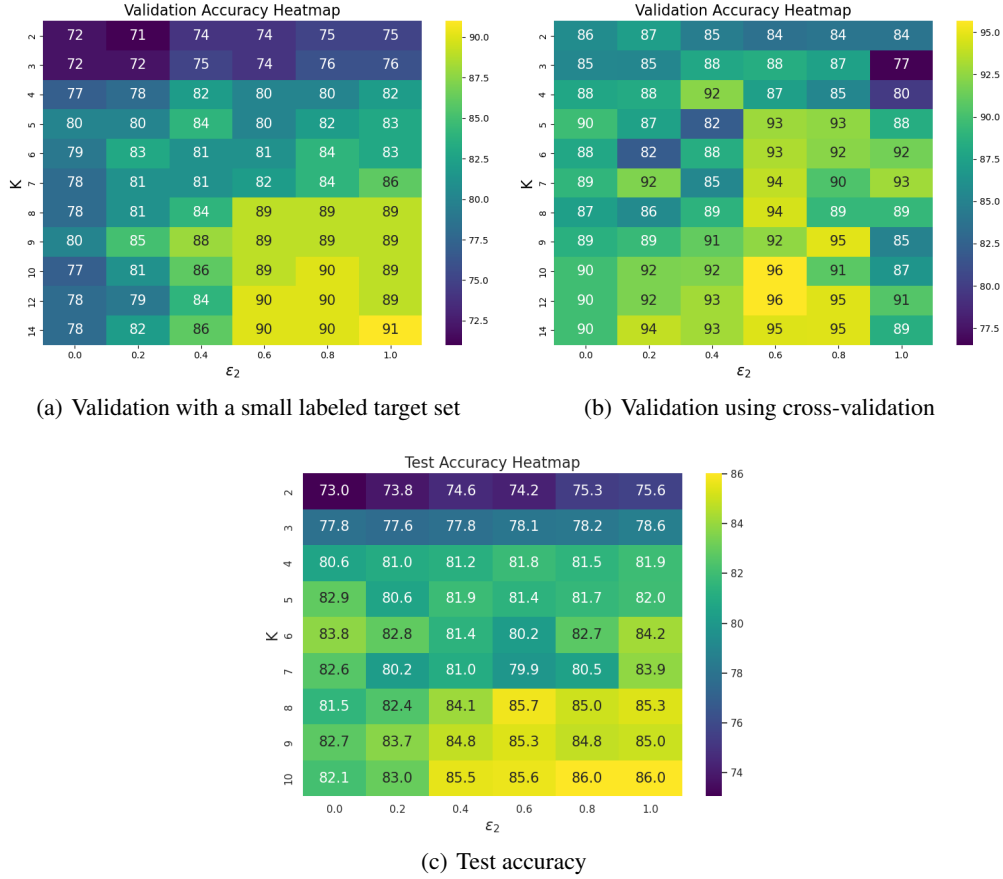 Validation Accuracy Heatmap
2 72 71 74 74 75 75
3 72 72 75 74 76 76
4 77 78 82 80 80 82
5 80 80 84 80 82 83
6 79 83 81 81 84 83
7 78 81 81 82 84 86
8 78 81 84 89 89 89
9 80 85 88 89 89 89
10 77 81 86 89 90 89
12 78 79 84 90 90 89
14 78 82 86 90 90 91
K
0.0 0.2 0.4 0.6 0.8 1.0
ε2
90.0
87.5
85.0
82.5
80.0
77.5
75.0
72.5
(a) Validation with a small labeled target set
Validation Accuracy Heatmap
2 86 87 85 84 84 84
3 85 85 88 88 87 77
4 88 88 92 87 85 80
5 90 87 82 93 93 88
6 88 82 88 93 92 92
7 89 92 85 94 90 93
8 87 86 89 94 89 89
9 89 89 91 92 95 85
10 90 92 92 96 91 87
12 90 92 93 96 95 91
14 90 94 93 95 95 89
K
0.0 0.2 0.4 0.6 0.8 1.0
ε2
95.0
92.5
90.0
87.5
85.0
82.5
80.0
77.5
(b) Validation using cross-validation
Test Accuracy Heatmap
2 73.0 73.8 74.6 74.2 75.3 75.6
3 77.8 77.6 77.8 78.1 78.2 78.6
4 80.6 81.0 81.2 81.8 81.5 81.9
5 82.9 80.6 81.9 81.4 81.7 82.0
6 83.8 82.8 81.4 80.2 82.7 84.2
7 82.6 80.2 81.0 79.9 80.5 83.9
8 81.5 82.4 84.1 85.7 85.0 85.3
9 82.7 83.7 84.8 85.3 84.8 85.0
10 82.1 83.0 85.5 85.6 86.0 86.0
K
0.0 0.2 0.4 0.6 0.8 1.0
ε2
86
84
82
80
78
76
74
(c) Test accuracy